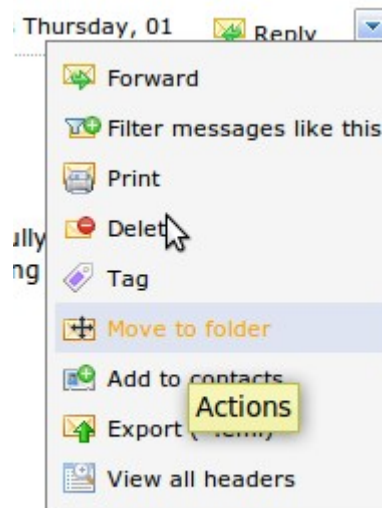 Thursday, 01 Reply
Forward
Filter messages like this
Print
ully Delet
ng Tag
Move to folder
Add to contacts
Actions
Export (
View all headers